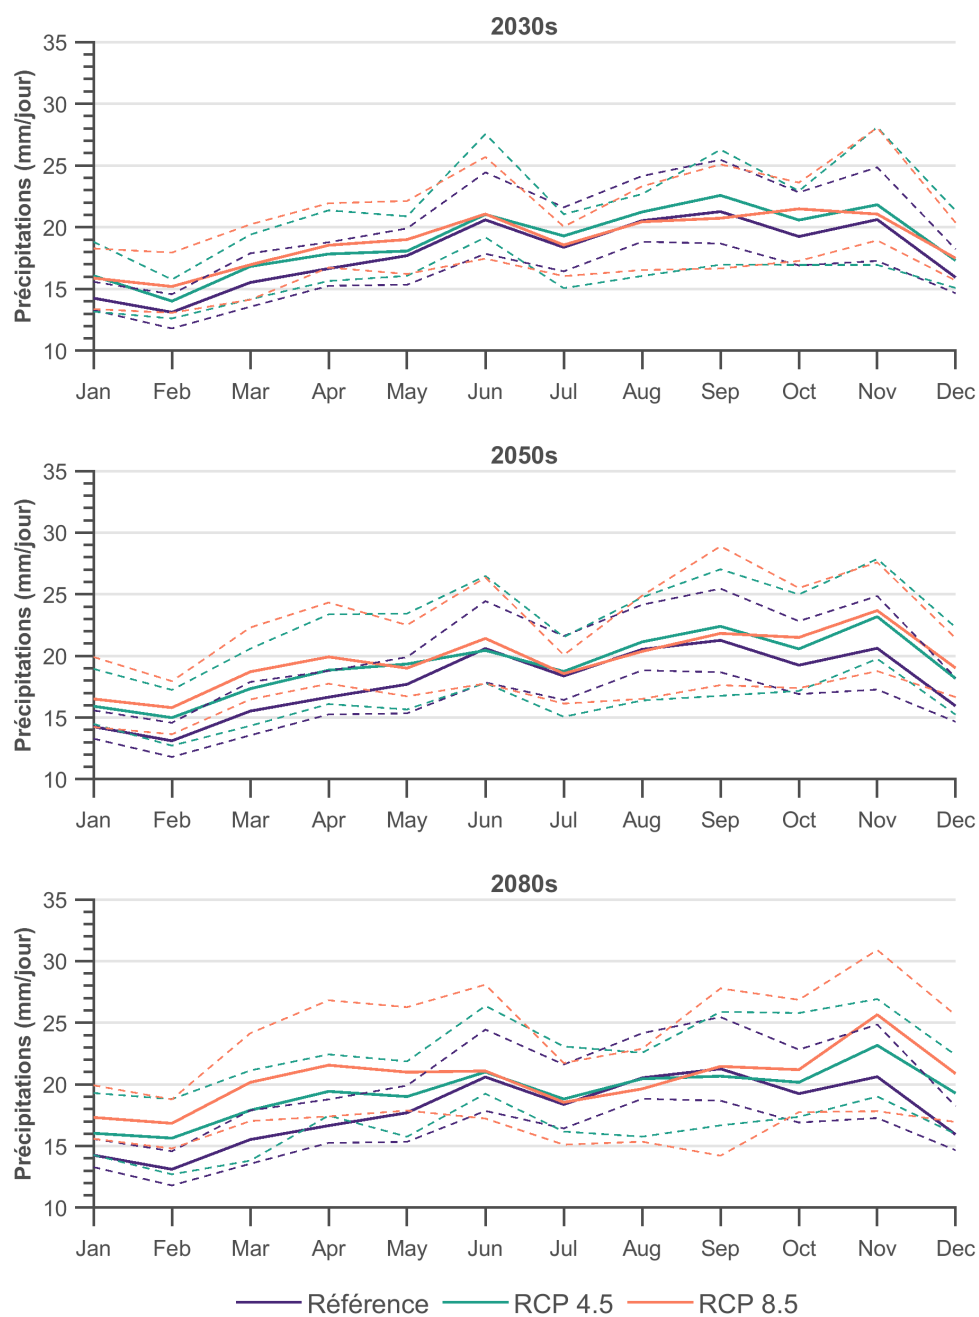 2030s
Précipitations (mm/jour)
35
30
25
20
15
10
Jan Feb Mar Apr May Jun Jul Aug Sep Oct Nov Dec
2050s
Précipitations (mm/jour)
35
30
25
20
15
10
Jan Feb Mar Apr May Jun Jul Aug Sep Oct Nov Dec
2080s
Précipitations (mm/jour)
35
30
25
20
15
10
Jan Feb Mar Apr May Jun Jul Aug Sep Oct Nov Dec
Référence RCP 4.5 RCP 8.5